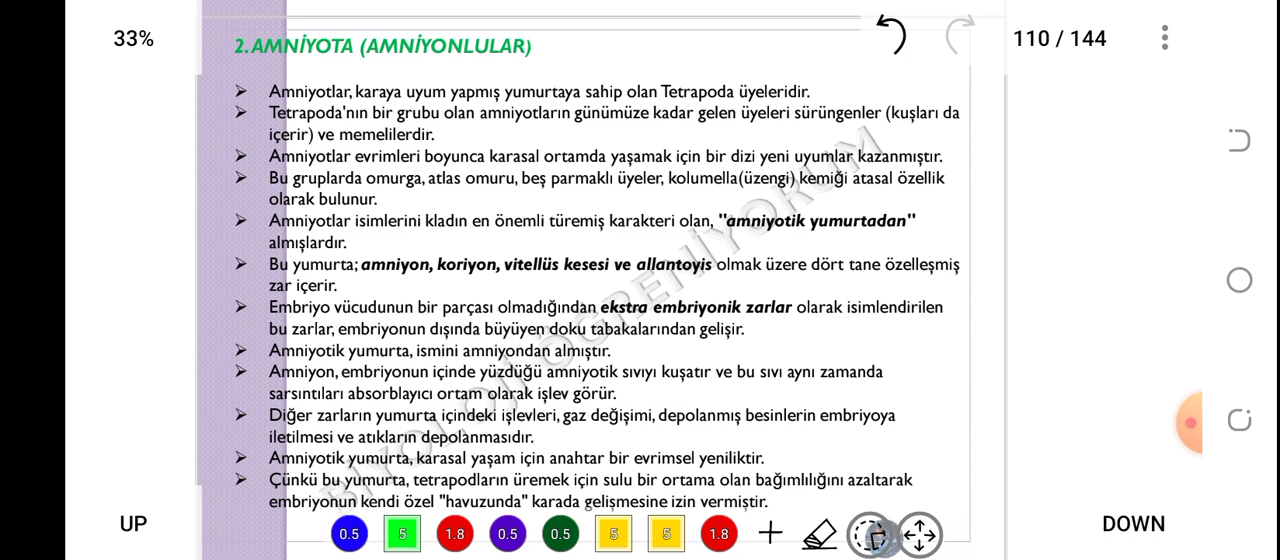 33%
110 / 144
2. AMNİYOTA (AMNİYONLULAR)
➢ Amniyotlar, karaya uyum yapmış yumurtaya sahip olan Tetrapoda üyeleridir.
➢ Tetrapoda'nın bir grubu olan amniyotların günümüze kadar gelen üyeleri sürüngenler (kuşları da
içerir) ve memelilerdir.
➢ Amniyotlar evrimleri boyunca karasal ortamda yaşamak için bir dizi yeni uyumlar kazanmıştır.
➢ Bu gruplarda omurga, atlas omuru, beş parmaklı üyeler, kolumella(üzengi) kemiği atasal özellik
olarak bulunur.
➢ Amniyotlar isimlerini kladın en önemli türemiş karakteri olan, "amniyotik yumurtadan"
almışlardır.
➢ Bu yumurta; amniyon, koriyon, vitellüs kesesi ve allantoyis olmak üzere dört tane özelleşmiş
zar içerir.
➢ Embriyo vücudunun bir parçası olmadığından ekstra embriyonik zarlar olarak isimlendirilen
bu zarlar, embriyonun dışında büyüyen doku tabakalarından gelişir.
➢ Amniyotik yumurta, ismini amniyondan almıştır.
➢ Amniyon, embriyonun içinde yüzdüğü amniyotik sıvıyı kuşatır ve bu sıvı aynı zamanda
sarsıntıları absorblayıcı ortam olarak işlev görür.
➢ Diğer zarların yumurta içindeki işlevleri, gaz değişimi, depolanmış besinlerin embriyoya
iletilmesi ve atıkların depolanmasıdır.
➢ Amniyotik yumurta, karasal yaşam için anahtar bir evrimsel yeniliktir.
➢ Çünkü bu yumurta, tetrapodların üremek için sulu bir ortama olan bağımlılığını azaltarak
embriyonun kendi özel "havuzunda" karada gelişmesine izin vermiştir.
BİYOLOJİ ÖĞRENİYORUM
UP
0.5 5 1.8 0.5 0.5 5 5 1.8
DOWN